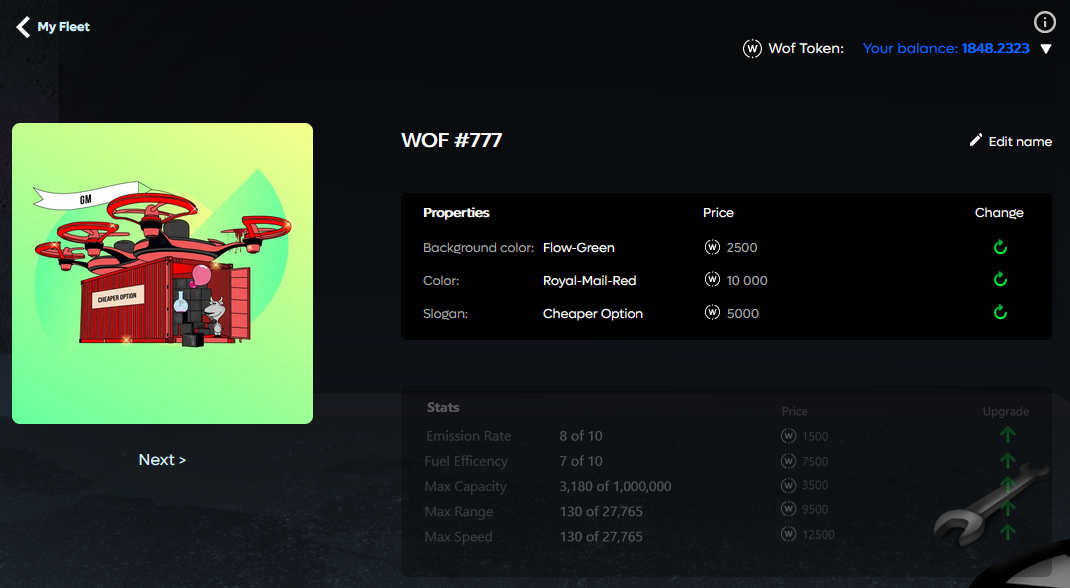 My Fleet
Wof Token: Your balance: 1848.2323 ▼
WOF #777
Edit name
GM
CHEAPER OPTION
Next >
Properties Price Change
Background color: Flow-Green W 2500
Color: Royal-Mail-Red W 10 000
Slogan: Cheaper Option W 5000
Stats Price Upgrade
Emission Rate 8 of 10 W 1500
Fuel Efficency 7 of 10 W 7500
Max Capacity 3,180 of 1,000,000 W 3500
Max Range 130 of 27,765 W 9500
Max Speed 130 of 27,765 W 12500